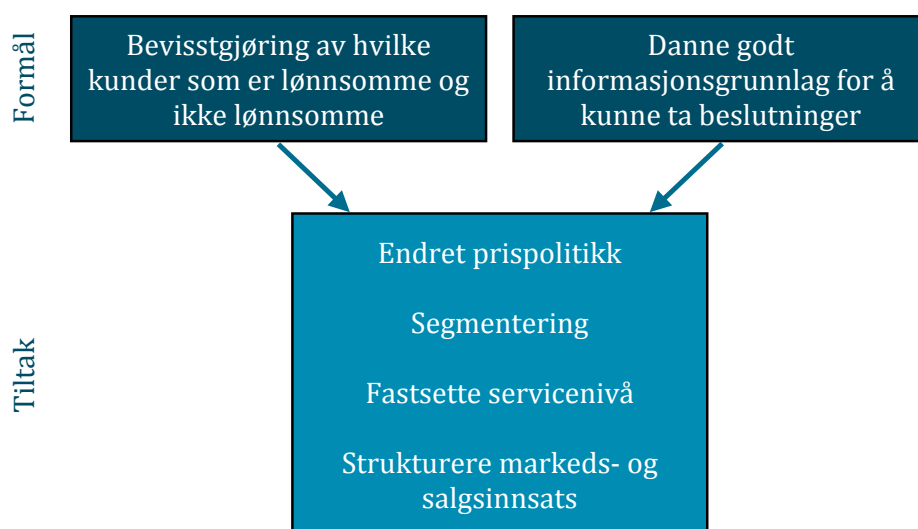 Formål
Bevisstgjøring av hvilke
kunder som er lønnsomme og
ikke lønnsomme
Danne godt
informasjonsgrunnlag for å
kunne ta beslutninger
Tiltak
Endret prispolitikk
Segmentering
Fastsette servicenivå
Strukturere markeds- og
salgsinnsats